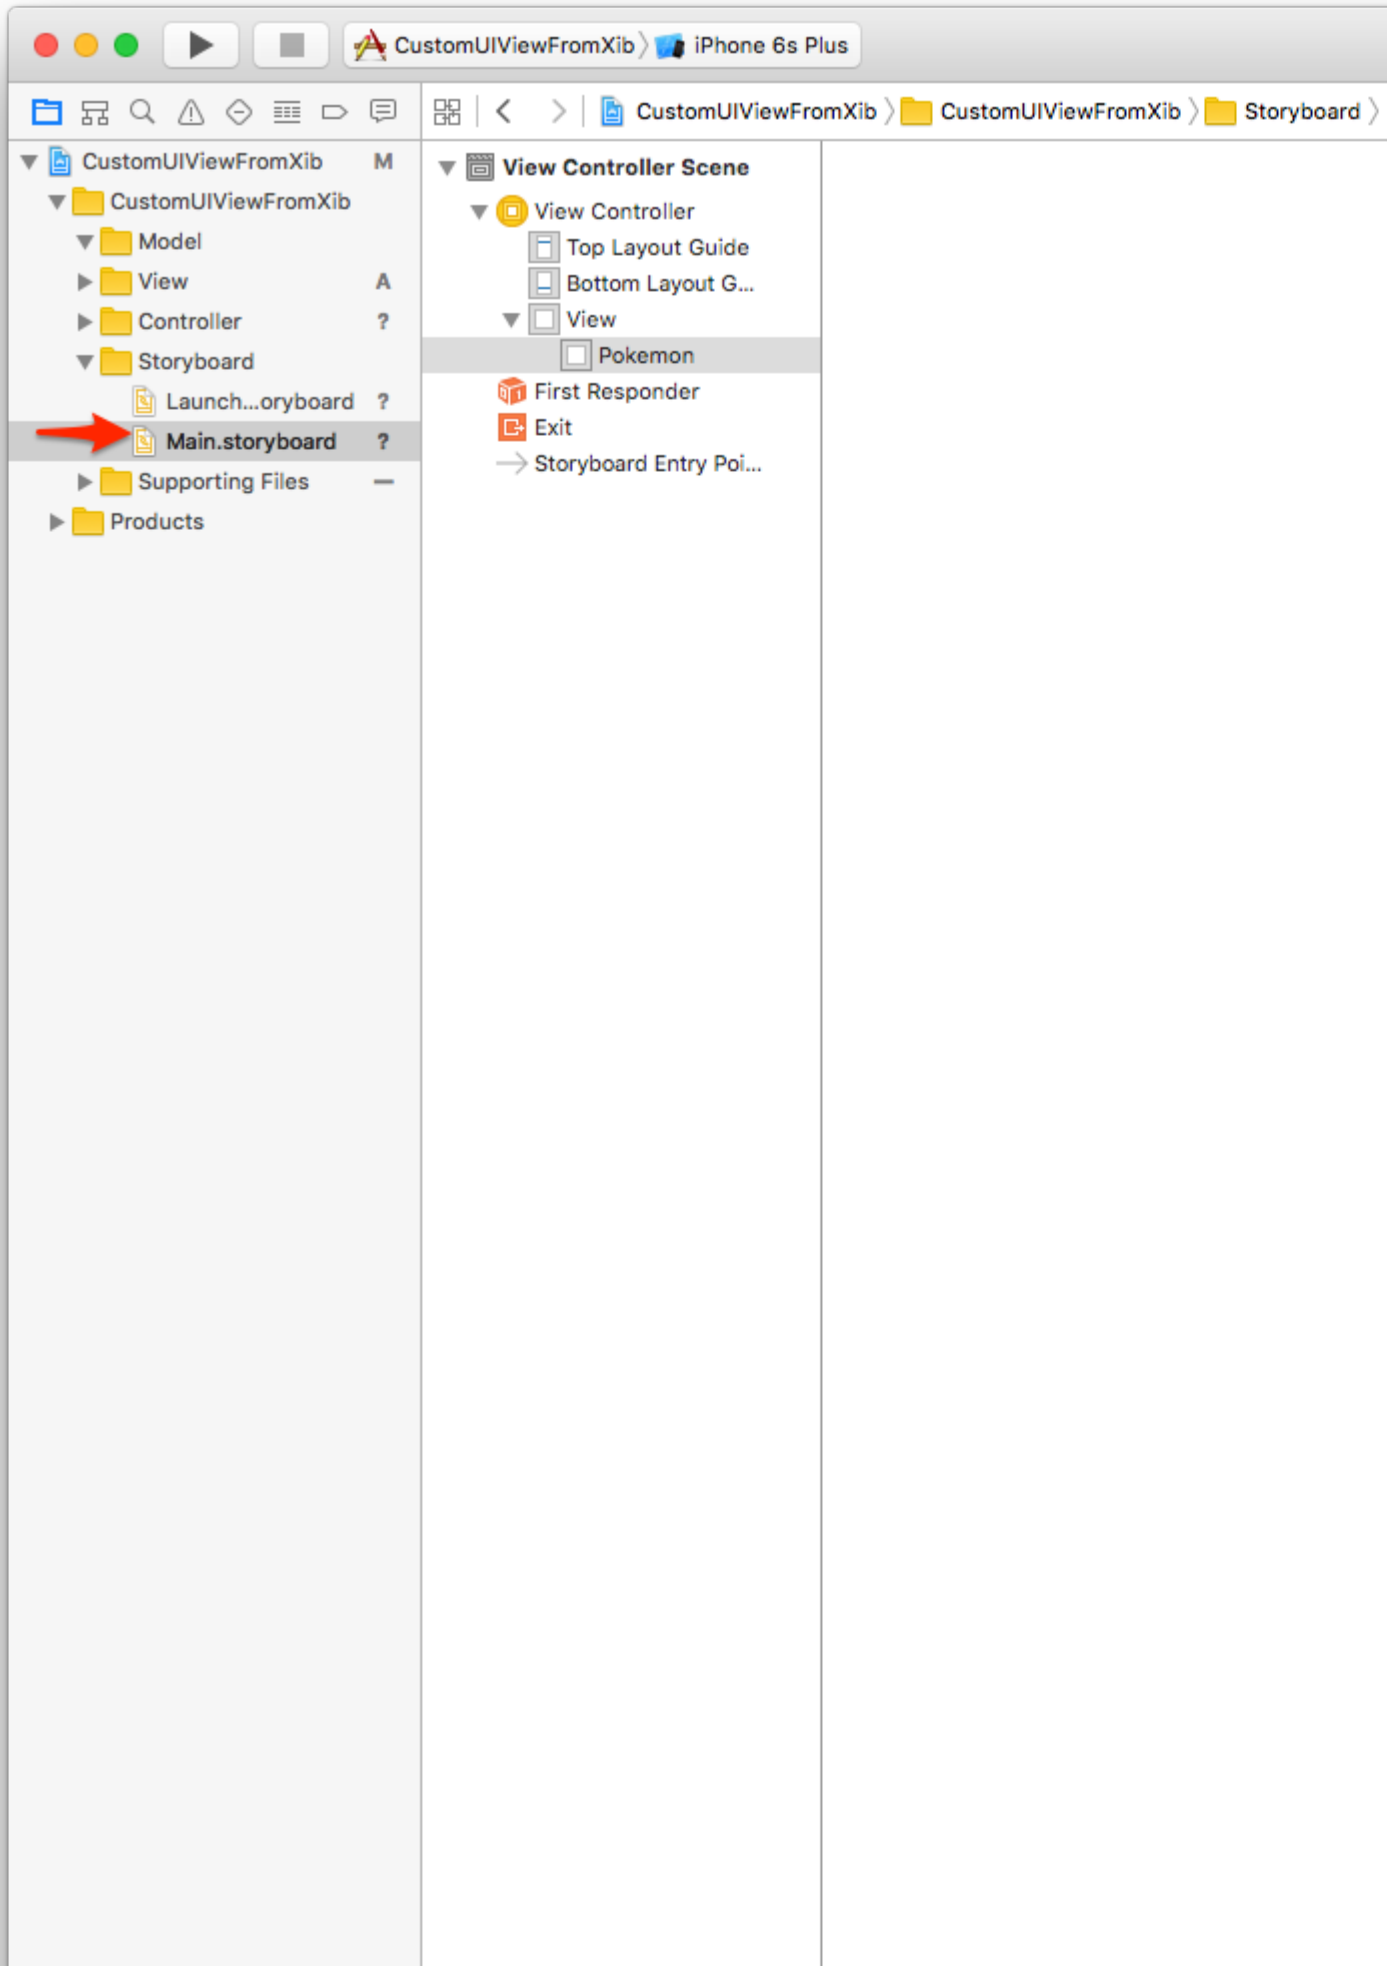 CustomUIViewFromXib 〉 iPhone 6s Plus
CustomUIViewFromXib 〉 CustomUIViewFromXib 〉 Storyboard 〉
CustomUIViewFromXib M
CustomUIViewFromXib
Model
View A
Controller ?
Storyboard
Launch...oryboard ?
Main.storyboard ?
Supporting Files —
Products
View Controller Scene
View Controller
Top Layout Guide
Bottom Layout G...
View
Pokemon
First Responder
Exit
Storyboard Entry Poi...